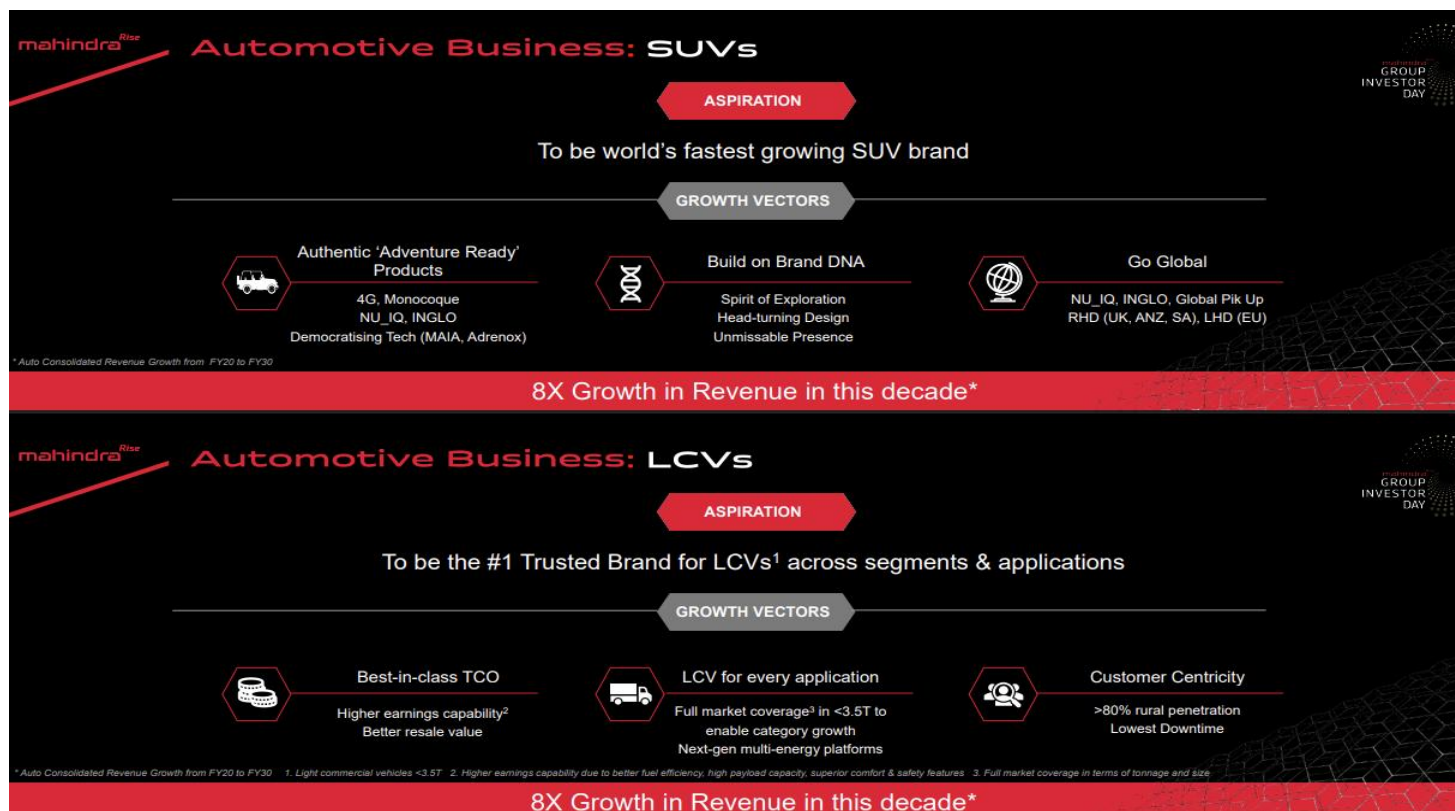 mahindra Rise
Automotive Business: SUVs
mahindra
GROUP
INVESTOR
DAY
ASPIRATION
To be world's fastest growing SUV brand
GROWTH VECTORS
Authentic 'Adventure Ready'
Products
4G, Monocoque
NU_IQ, INGLO
Democratising Tech (MAIA, Adrenox)
Build on Brand DNA
Spirit of Exploration
Head-turning Design
Unmissable Presence
Go Global
NU_IQ, INGLO, Global Pik Up
RHD (UK, ANZ, SA), LHD (EU)
* Auto Consolidated Revenue Growth from FY20 to FY30
8X Growth in Revenue in this decade*
mahindra Rise
Automotive Business: LCVs
mahindra
GROUP
INVESTOR
DAY
ASPIRATION
To be the #1 Trusted Brand for LCVs¹ across segments & applications
GROWTH VECTORS
Best-in-class TCO
Higher earnings capability²
Better resale value
LCV for every application
Full market coverage³ in <3.5T to
enable category growth
Next-gen multi-energy platforms
Customer Centricity
>80% rural penetration
Lowest Downtime
* Auto Consolidated Revenue Growth from FY20 to FY30 1. Light commercial vehicles <3.5T 2. Higher earnings capability due to better fuel efficiency, high payload capacity, superior comfort & safety features 3. Full market coverage in terms of tonnage and size
8X Growth in Revenue in this decade*